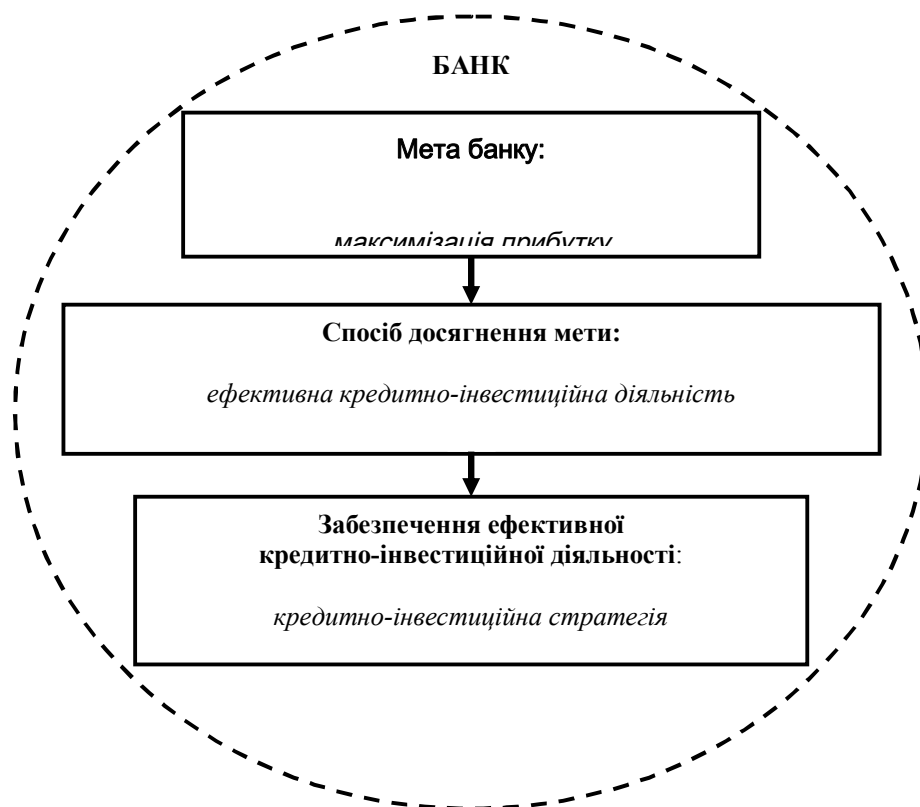 БАНК
Мета банку:
максимізація прибутку
Спосіб досягнення мети:
ефективна кредитно-інвестиційна діяльність
Забезпечення ефективної
кредитно-інвестиційної діяльності:
кредитно-інвестиційна стратегія